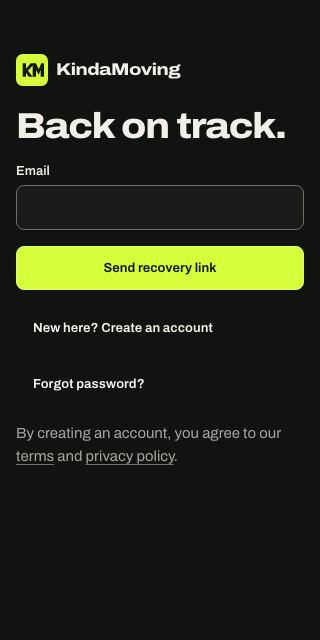 KM KindaMoving
Back on track.
Email
Send recovery link
New here? Create an account
Forgot password?
By creating an account, you agree to our
terms and privacy policy.